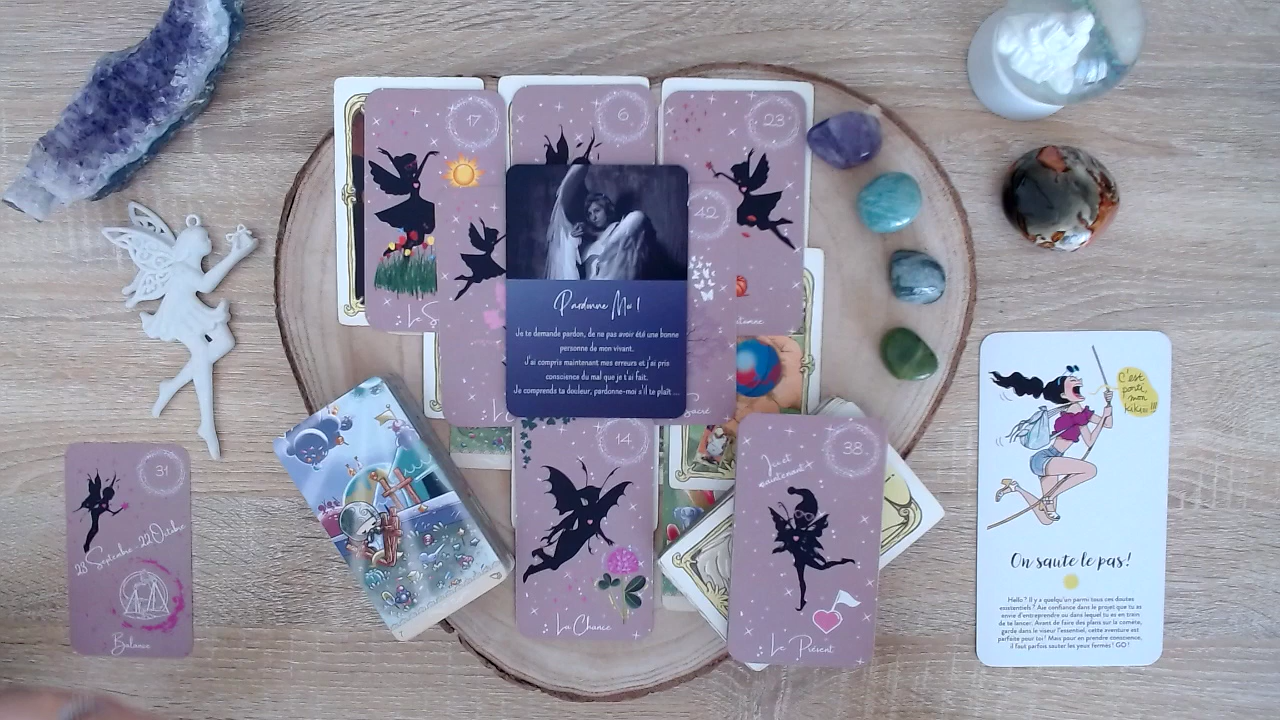 17
6
23
42
Pardonne Moi !
Je te demande pardon, de ne pas avoir été une bonne
personne de mon vivant.
J'ai compris maintenant mes erreurs et j'ai pris
conscience du mal que je t'ai fait.
Je comprends ta douleur, pardonne-moi s'il te plaît ...
14
La Chance
38
Ici et
maintenant
Le Présent
31
23 Septembre - 22 Octobre
Balance
C'est
parti
mon
kikiii !!!
On saute le pas !
Hello ? Il y a quelqu'un parmi tous ces doutes
existentiels ? Aie confiance dans le projet que tu as
envie d'entreprendre ou dans lequel tu es en train
de te lancer. Avant de faire des plans sur la comète,
garde dans le viseur l'essentiel, cette aventure est
parfaite pour toi ! Mais pour en prendre conscience,
il faut parfois sauter les yeux fermés ! GO !